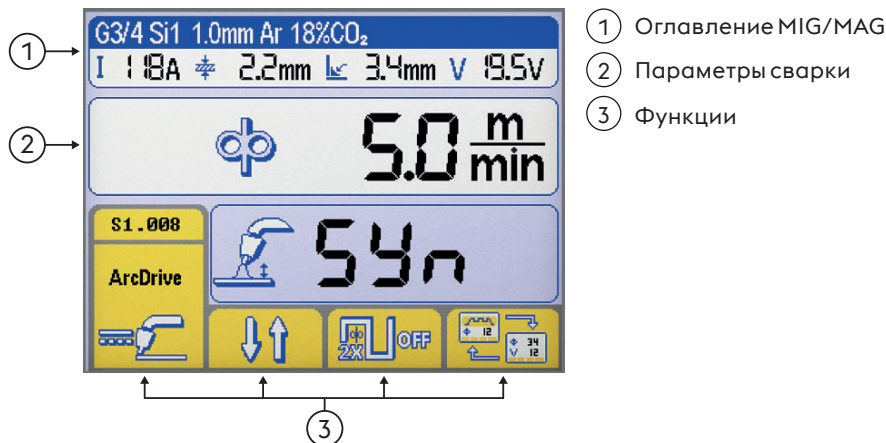 G3/4 Si1 1.0mm Ar 18%CO₂
I 118A 2.2mm 3.4mm V 19.5V
5.0 m/min
S1.008
ArcDrive
Syn
2X OFF
12 34 V 12
1
2
3
1 Оглавление MIG/MAG
2 Параметры сварки
3 Функции